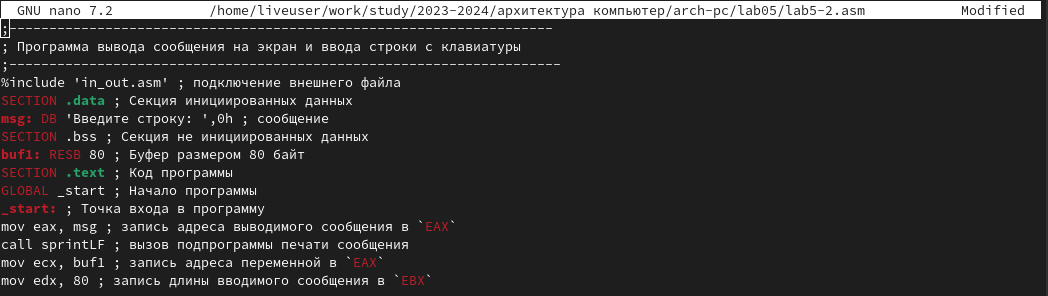 GNU nano 7.2 /home/liveuser/work/study/2023-2024/архитектура компьютер/arch-pc/lab05/lab5-2.asm Modified
;--------------------------------------------------------------------
; Программа вывода сообщения на экран и ввода строки с клавиатуры
;---------------------------------------------------------------------
%include 'in_out.asm' ; подключение внешнего файла
SECTION .data ; Секция инициированных данных
msg: DB 'Введите строку: ',0h ; сообщение
SECTION .bss ; Секция не инициированных данных
buf1: RESB 80 ; Буфер размером 80 байт
SECTION .text ; Код программы
GLOBAL _start ; Начало программы
_start: ; Точка входа в программу
mov eax, msg ; запись адреса выводимого сообщения в `EAX`
call sprintLF ; вызов подпрограммы печати сообщения
mov ecx, buf1 ; запись адреса переменной в `EAX`
mov edx, 80 ; запись длины вводимого сообщения в `EBX`